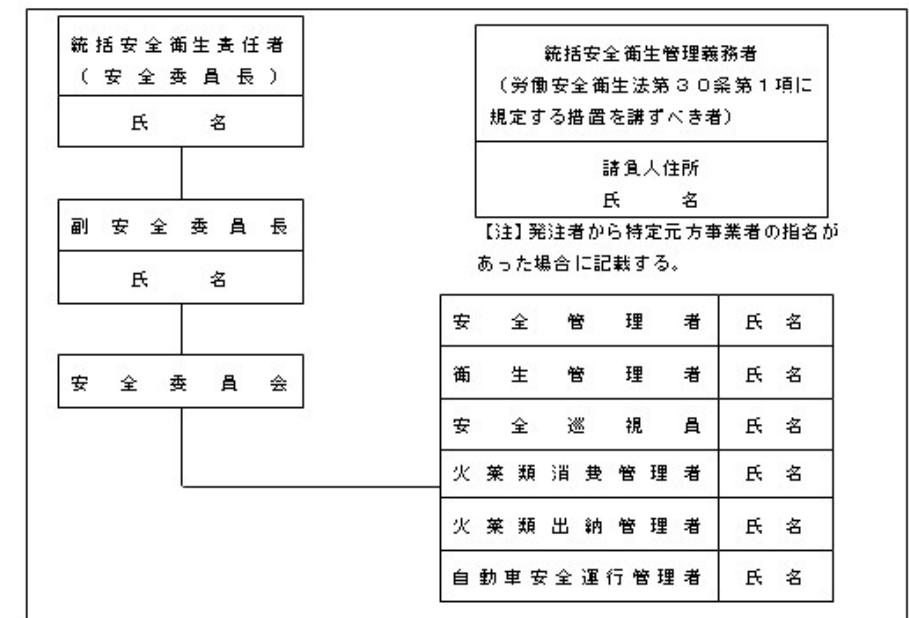 統括安全衛生責任者
(安全委員長)
氏名
副安全委員長
氏名
安全委員会
統括安全衛生管理義務者
(労働安全衛生法第30条第1項に
規定する措置を講ずべき者)
請負人住所
氏名
【注】発注者から特定元方事業者の指名が
あった場合に記載する。
安全管理者 氏名
衛生管理者 氏名
安全巡視員 氏名
火薬類消費管理者 氏名
火薬類出納管理者 氏名
自動車安全運行管理者 氏名